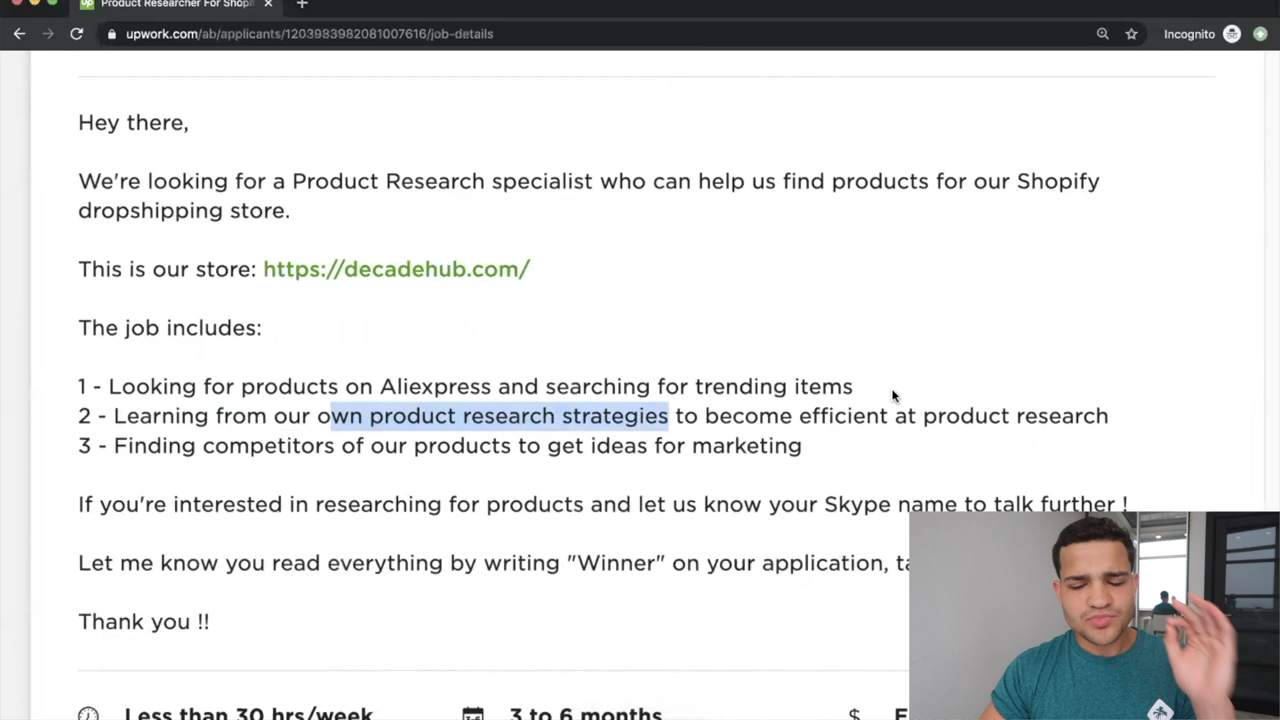 Product Researcher For Shopif
upwork.com/ab/applicants/1203983982081007616/job-details
Incognito
Hey there,
We're looking for a Product Research specialist who can help us find products for our Shopify
dropshipping store.
This is our store: https://decadehub.com/
The job includes:
1 - Looking for products on Aliexpress and searching for trending items
2 - Learning from our own product research strategies to become efficient at product research
3 - Finding competitors of our products to get ideas for marketing
If you're interested in researching for products and let us know your Skype name to talk further !
Let me know you read everything by writing "Winner" on your application, ta
Thank you !!
Less than 30 hrs/week
3 to 6 months
$